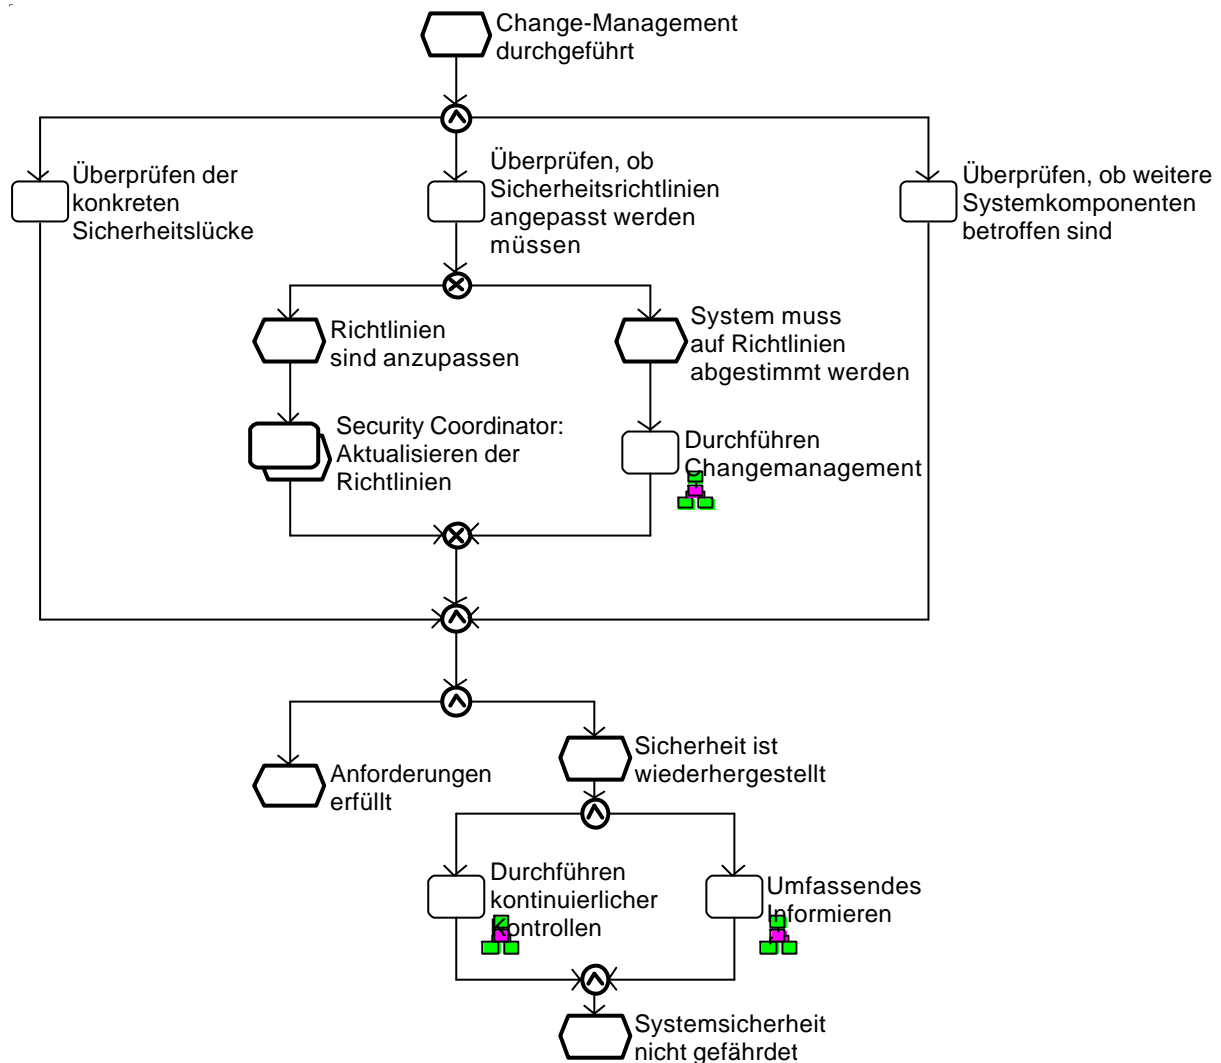 Change-Management
durchgeführt
Überprüfen der
konkreten
Sicherheitslücke
Überprüfen, ob
Sicherheitsrichtlinien
angepasst werden
müssen
Überprüfen, ob weitere
Systemkomponenten
betroffen sind
Richtlinien
sind anzupassen
System muss
auf Richtlinien
abgestimmt werden
Security Coordinator:
Aktualisieren der
Richtlinien
Durchführen
Changemanagement
Anforderungen
erfüllt
Sicherheit ist
wiederhergestellt
Durchführen
kontinuierlicher
Kontrollen
Umfassendes
Informieren
Systemsicherheit
nicht gefährdet